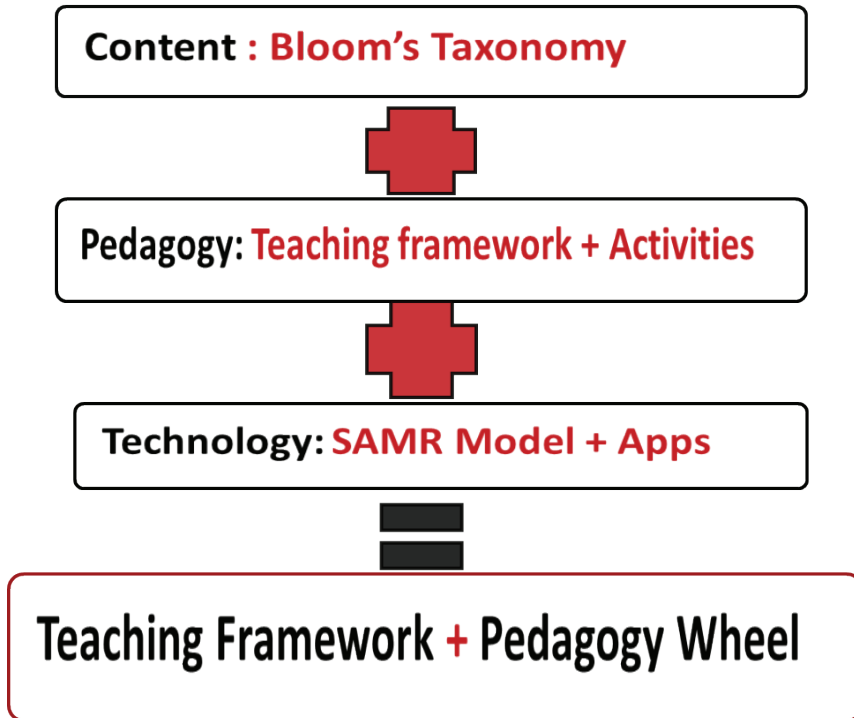 Content : Bloom’s Taxonomy
Pedagogy: Teaching framework + Activities
Technology: SAMR Model + Apps
Teaching Framework + Pedagogy Wheel